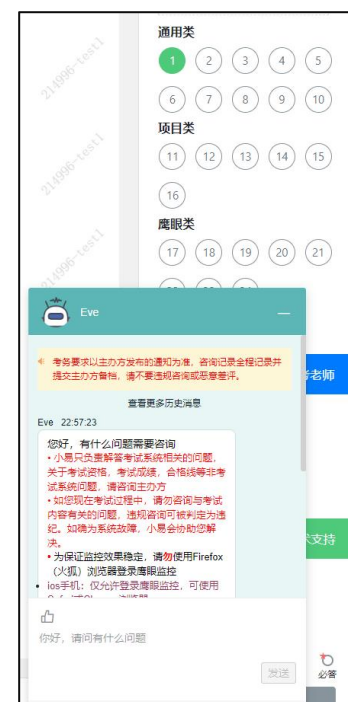 通用类
1 2 3 4 5
6 7 8 9 10
项目类
11 12 13 14 15
16
鹰眼类
17 18 19 20 21
214996-test1
214996-test1
214996-test1
Eve
老师
考务要求以主办方发布的通知为准，咨询记录全程记录并
提交主办方备档，请不要违规咨询或恶意差评。
查看更多历史消息
Eve 22:57:23
您好，有什么问题需要咨询
• 小易只负责解答考试系统相关的问题，
关于考试资格，考试成绩，合格线等非考
试系统问题，请咨询主办方
• 如您现在考试过程中，请勿咨询与考试
内容有关的问题，违规咨询可被判定为违
纪。如确为系统故障，小易会协助您解
决。
• 为保证监控效果稳定，请勿使用Firefox
（火狐）浏览器登录鹰眼监控
• ios手机：仅允许登录鹰眼监控，可使用
支持
你好，请问有什么问题
发送
必答